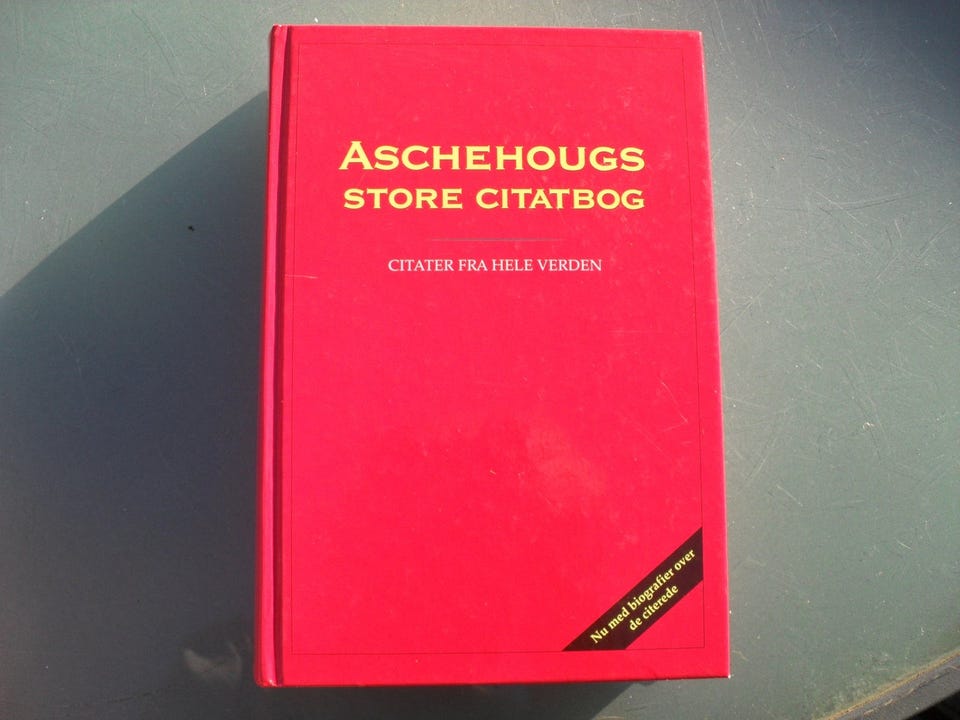 ASCHEHOUGS
STORE CITATBOG
CITATER FRA HELE VERDEN
Nu med biografier over
de citerede